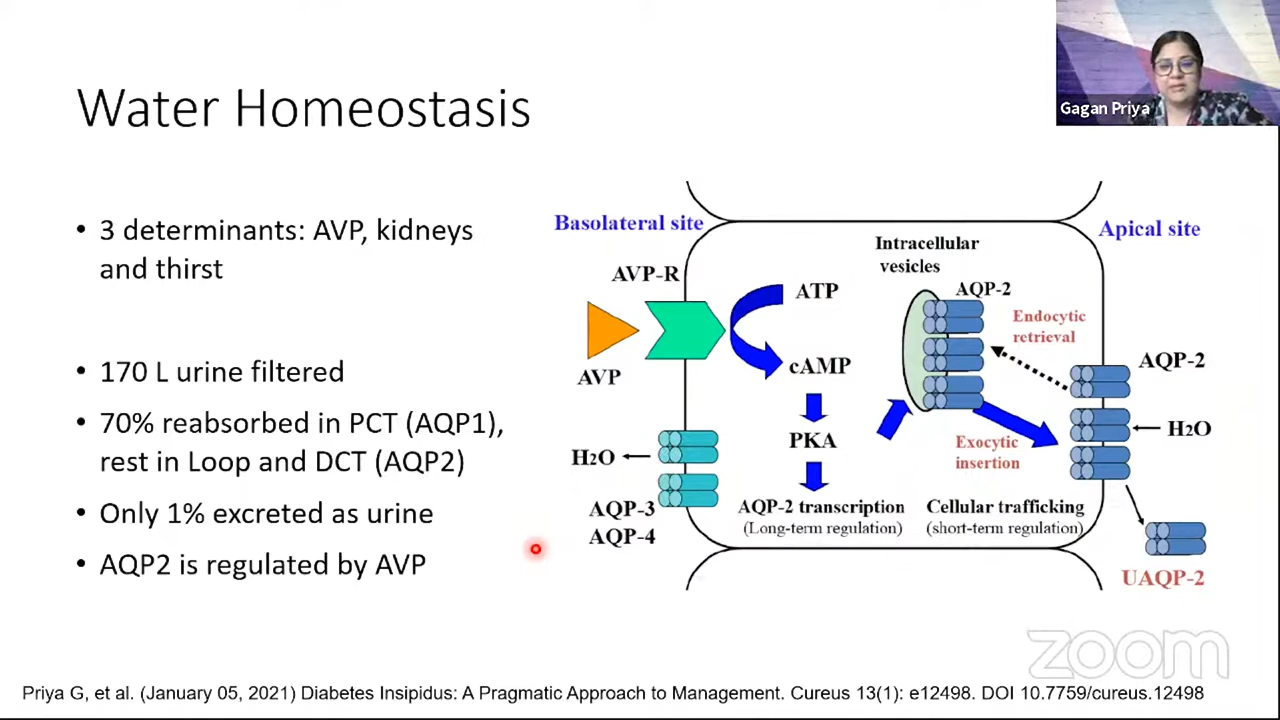 Gagan Priya
Water Homeostasis
• 3 determinants: AVP, kidneys
and thirst
• 170 L urine filtered
• 70% reabsorbed in PCT (AQP1),
rest in Loop and DCT (AQP2)
• Only 1% excreted as urine
• AQP2 is regulated by AVP
Basolateral site
Apical site
Intracellular
vesicles
AVP-R
ATP
AQP-2
Endocytic
retrieval
AQP-2
AVP
cAMP
H2O
PKA
Exocytic
insertion
H2O
AQP-3
AQP-4
AQP-2 transcription
(Long-term regulation)
Cellular trafficking
(short-term regulation)
UAQP-2
zoom
Priya G, et al. (January 05, 2021) Diabetes Insipidus: A Pragmatic Approach to Management. Cureus 13(1): e12498. DOI 10.7759/cureus.12498